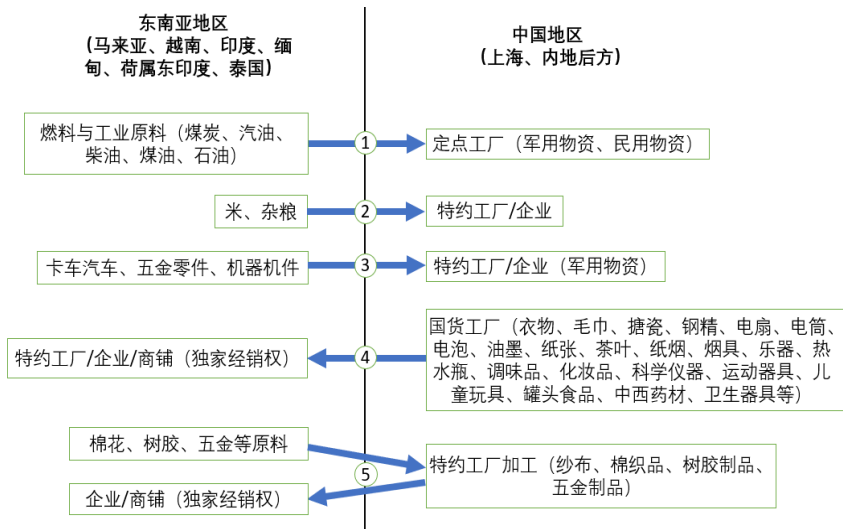 东南亚地区
(马来亚、越南、印度、缅
甸、荷属东印度、泰国)
中国地区
(上海、内地后方)
燃料与工业原料（煤炭、汽油、
柴油、煤油、石油）
1
定点工厂（军用物资、民用物资）
米、杂粮
2
特约工厂/企业
卡车汽车、五金零件、机器机件
3
特约工厂/企业（军用物资）
特约工厂/企业/商铺（独家经销权）
4
国货工厂（衣物、毛巾、搪瓷、钢精、电扇、电筒、
电泡、油墨、纸张、茶叶、纸烟、烟具、乐器、热
水瓶、调味品、化妆品、科学仪器、运动器具、儿
童玩具、罐头食品、中西药材、卫生器具等）
棉花、树胶、五金等原料
5
特约工厂加工（纱布、棉织品、树胶制品、
五金制品）
企业/商铺（独家经销权）